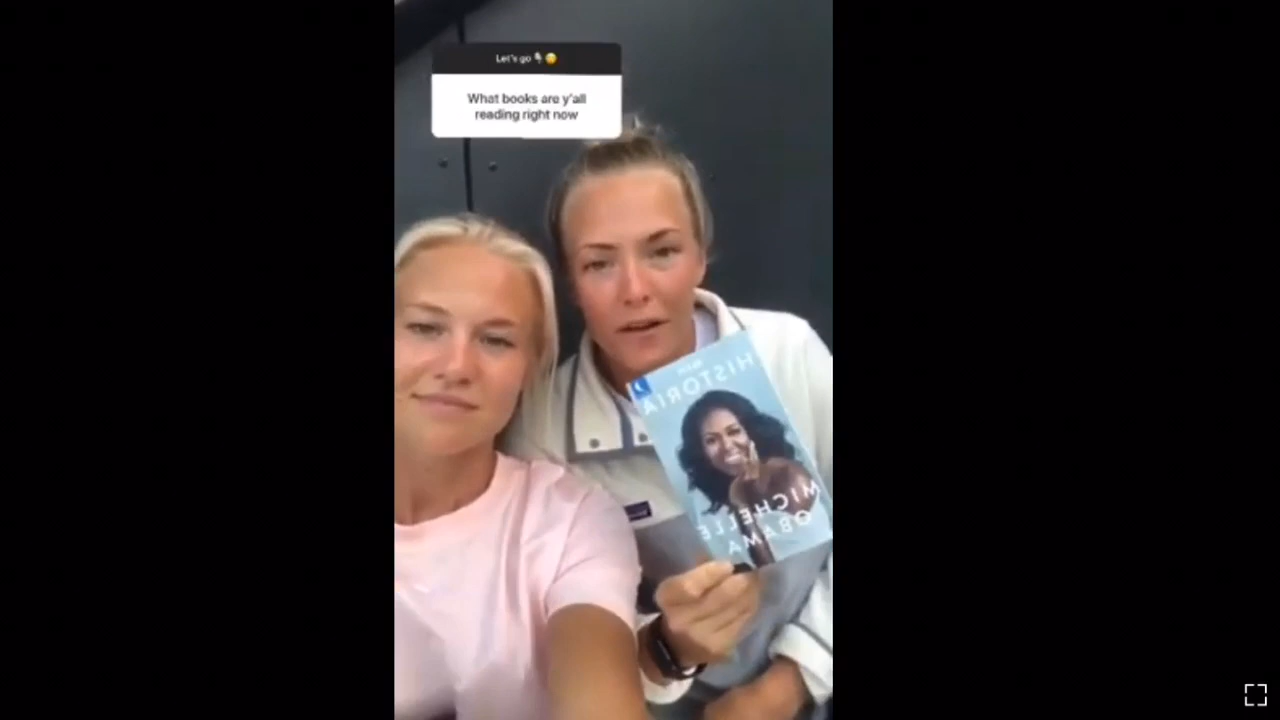 Let's go 👇😊
What books are y'all
reading right now
HISTORIA
MICHELLE
OBAMA